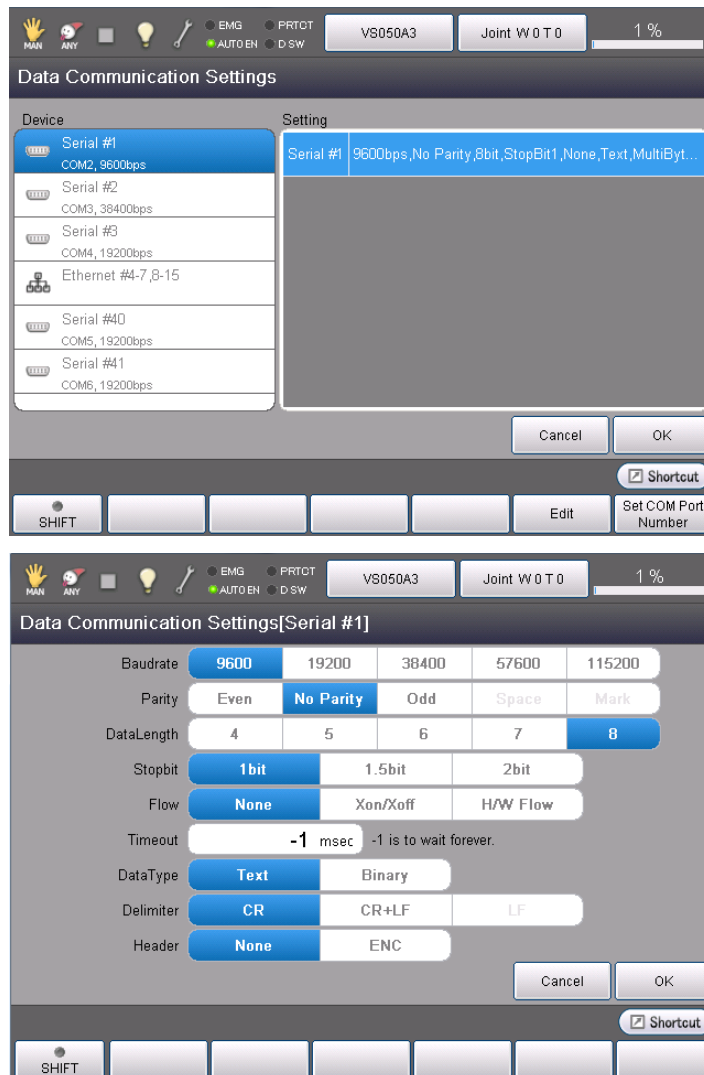 MAN ANY EMG PRTCT VS050A3 Joint W 0 T 0 1 %
AUTO EN D SW
Data Communication Settings
Device Setting
Serial #1
COM2, 9600bps
Serial #1 9600bps,No Parity,8bit,StopBit1,None,Text,MultiByt...
Serial #2
COM3, 38400bps
Serial #3
COM4, 19200bps
Ethernet #4-7,8-15
Serial #40
COM5, 19200bps
Serial #41
COM6, 19200bps
Cancel OK
Shortcut
SHIFT Edit Set COM Port
Number
MAN ANY EMG PRTCT VS050A3 Joint W 0 T 0 1 %
AUTO EN D SW
Data Communication Settings[Serial #1]
Baudrate 9600 19200 38400 57600 115200
Parity Even No Parity Odd Space Mark
DataLength 4 5 6 7 8
Stopbit 1bit 1.5bit 2bit
Flow None Xon/Xoff H/W Flow
Timeout -1 msec -1 is to wait forever.
DataType Text Binary
Delimiter CR CR+LF LF
Header None ENC
Cancel OK
Shortcut
SHIFT